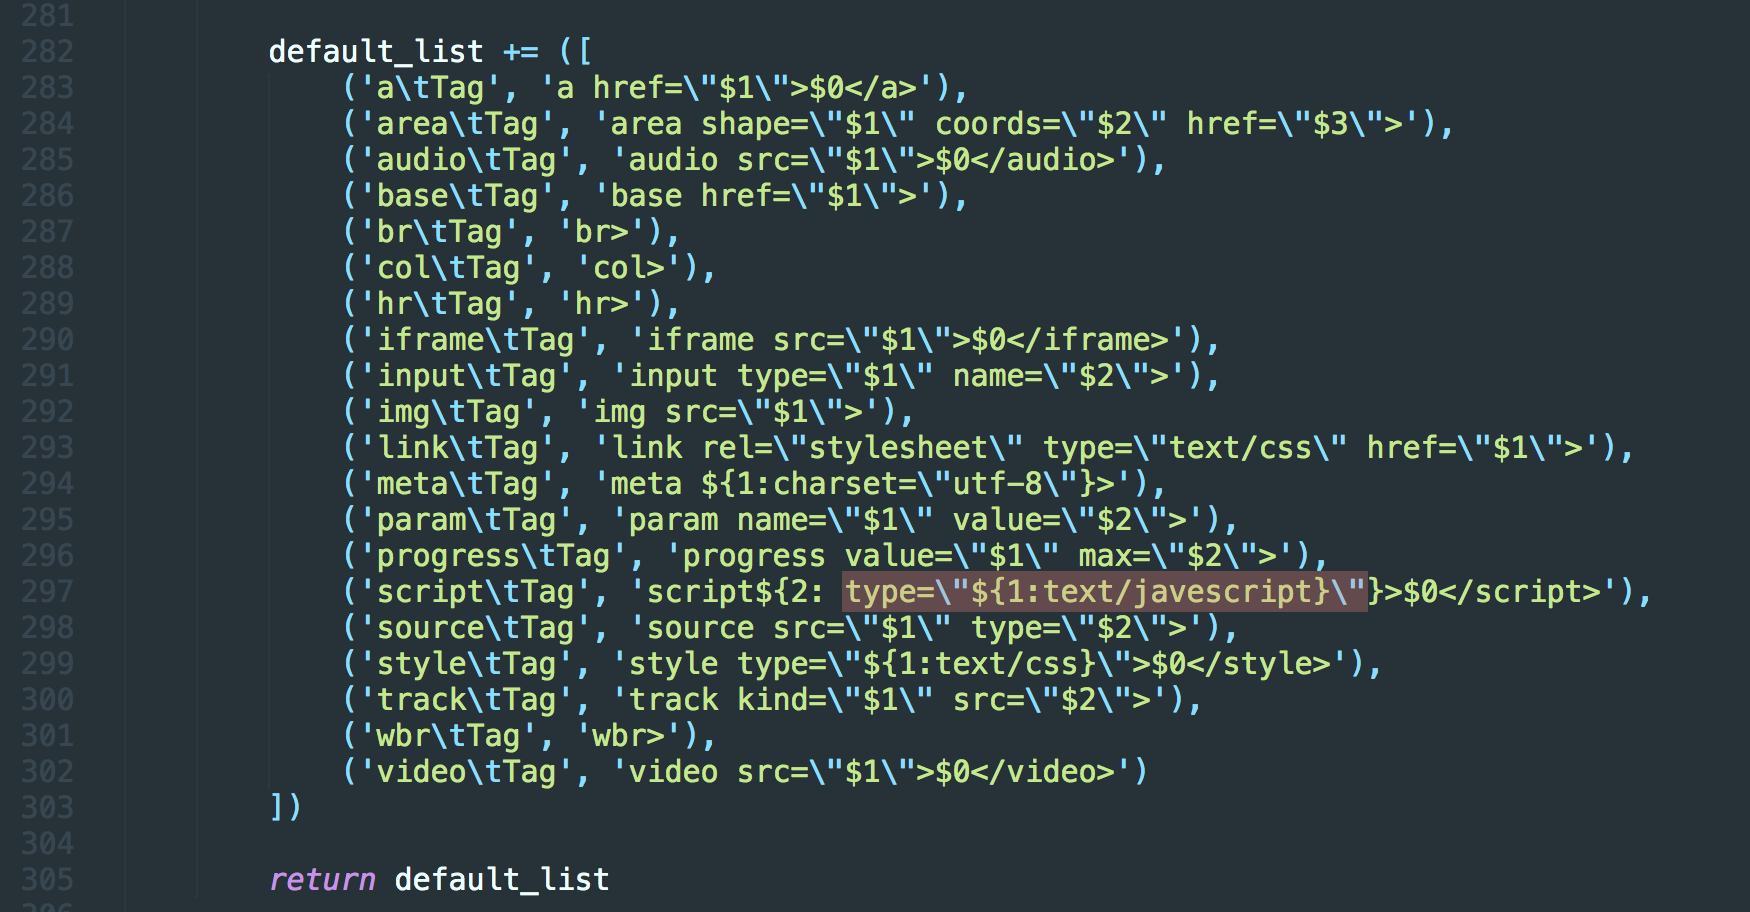 281
282 default_list += ([
283 ('a\tTag', 'a href=\"$1\">$0</a>'),
284 ('area\tTag', 'area shape=\"$1\" coords=\"$2\" href=\"$3\">'),
285 ('audio\tTag', 'audio src=\"$1\">$0</audio>'),
286 ('base\tTag', 'base href=\"$1\">'),
287 ('br\tTag', 'br>'),
288 ('col\tTag', 'col>'),
289 ('hr\tTag', 'hr>'),
290 ('iframe\tTag', 'iframe src=\"$1\">$0</iframe>'),
291 ('input\tTag', 'input type=\"$1\" name=\"$2\">'),
292 ('img\tTag', 'img src=\"$1\">'),
293 ('link\tTag', 'link rel=\"stylesheet\" type=\"text/css\" href=\"$1\">'),
294 ('meta\tTag', 'meta ${1:charset=\"utf-8\"}>'),
295 ('param\tTag', 'param name=\"$1\" value=\"$2\">'),
296 ('progress\tTag', 'progress value=\"$1\" max=\"$2\">'),
297 ('script\tTag', 'script${2: type=\"${1:text/javescript}\"}>$0</script>'),
298 ('source\tTag', 'source src=\"$1\" type=\"$2\">'),
299 ('style\tTag', 'style type=\"${1:text/css}\">$0</style>'),
300 ('track\tTag', 'track kind=\"$1\" src=\"$2\">'),
301 ('wbr\tTag', 'wbr>'),
302 ('video\tTag', 'video src=\"$1\">$0</video>')
303 ])
304
305 return default_list
306